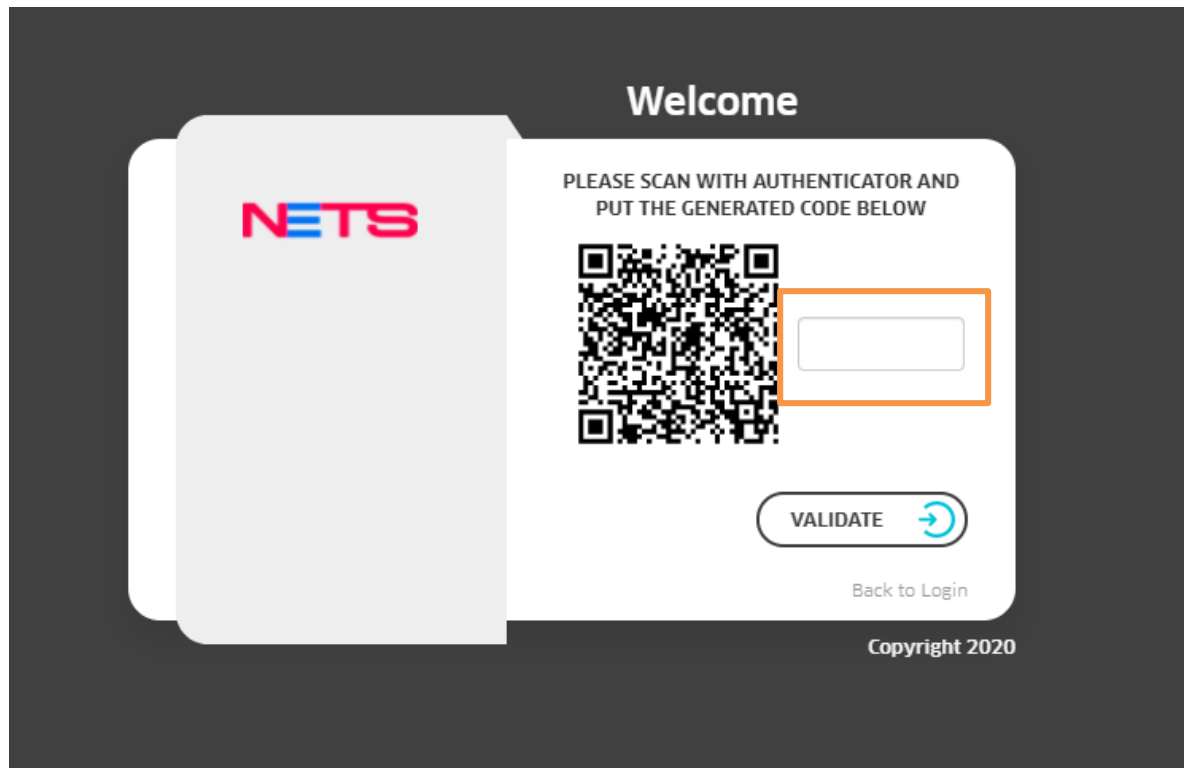 Welcome
NETS
PLEASE SCAN WITH AUTHENTICATOR AND
PUT THE GENERATED CODE BELOW
VALIDATE
Back to Login
Copyright 2020